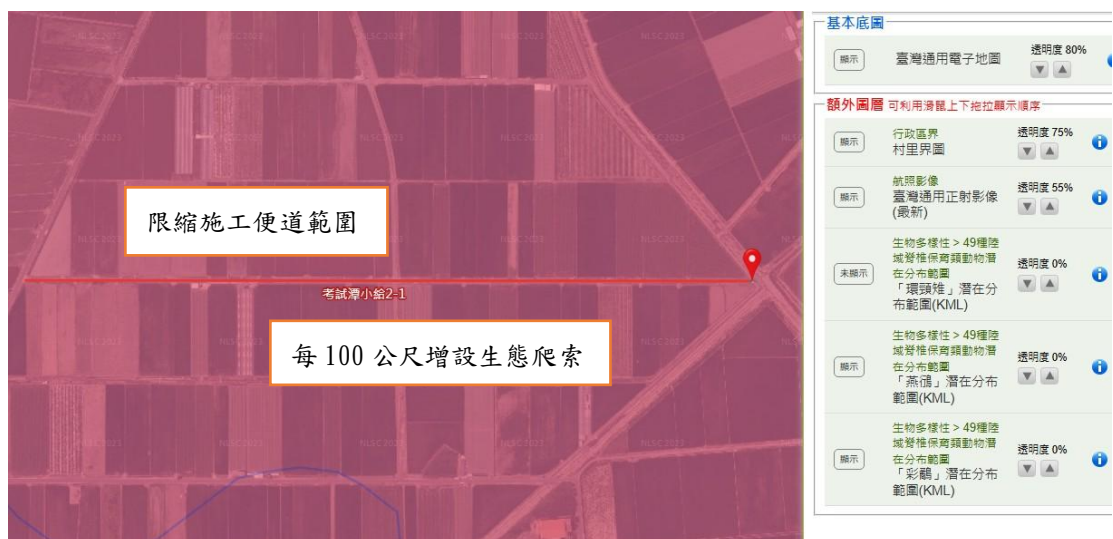 限縮施工便道範圍
考試潭小給2-1
每 100 公尺增設生態爬索
基本底圖
顯示
臺灣通用電子地圖
透明度 80%
額外圖層 可利用滑鼠上下拖拉顯示順序
顯示
行政區界
村里界圖
透明度 75%
顯示
航照影像
臺灣通用正射影像
(最新)
透明度 55%
未顯示
生物多樣性 > 49種陸
域脊椎保育類動物潛
在分布範圍
「環頸雉」潛在分
布範圍(KML)
透明度 0%
顯示
生物多樣性 > 49種陸
域脊椎保育類動物潛
在分布範圍
「燕鴴」潛在分布
範圍(KML)
透明度 0%
顯示
生物多樣性 > 49種陸
域脊椎保育類動物潛
在分布範圍
「彩鷸」潛在分布
範圍(KML)
透明度 0%